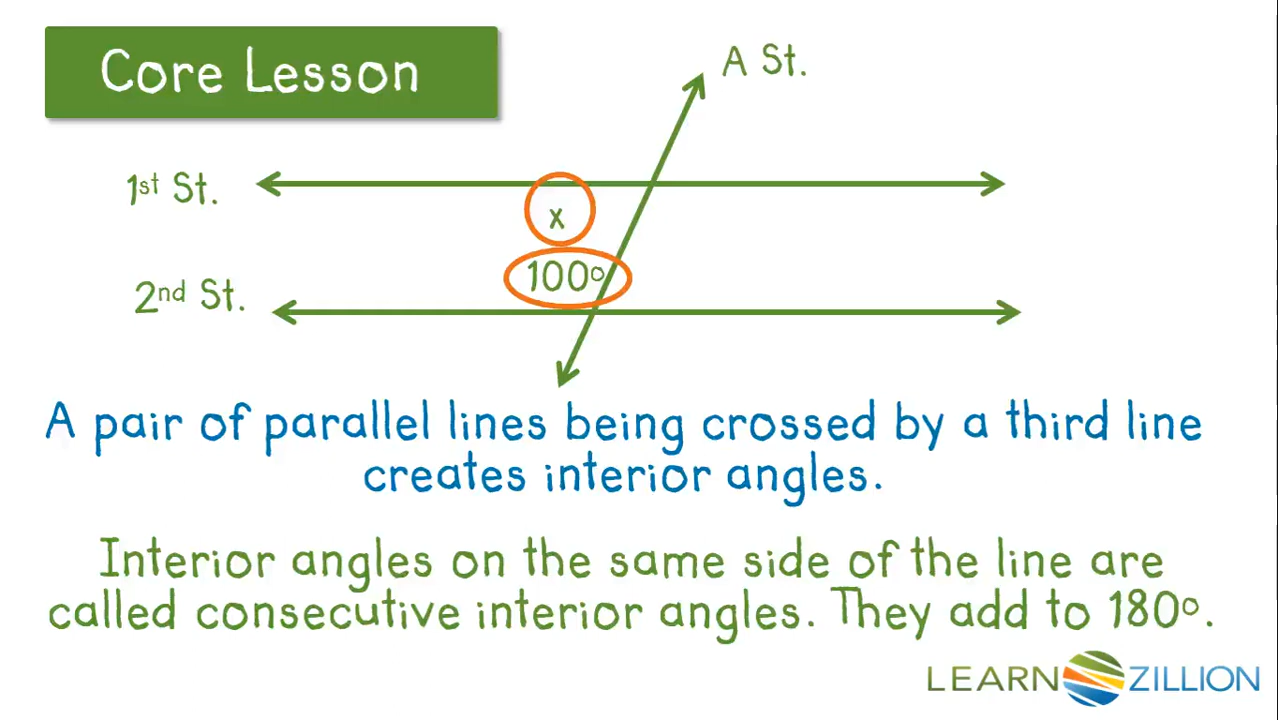 Core Lesson
A St.
1st St.
x
100°
2nd St.
A pair of parallel lines being crossed by a third line
creates interior angles.
Interior angles on the same side of the line are
called consecutive interior angles. They add to 180°.
LEARN ZILLION